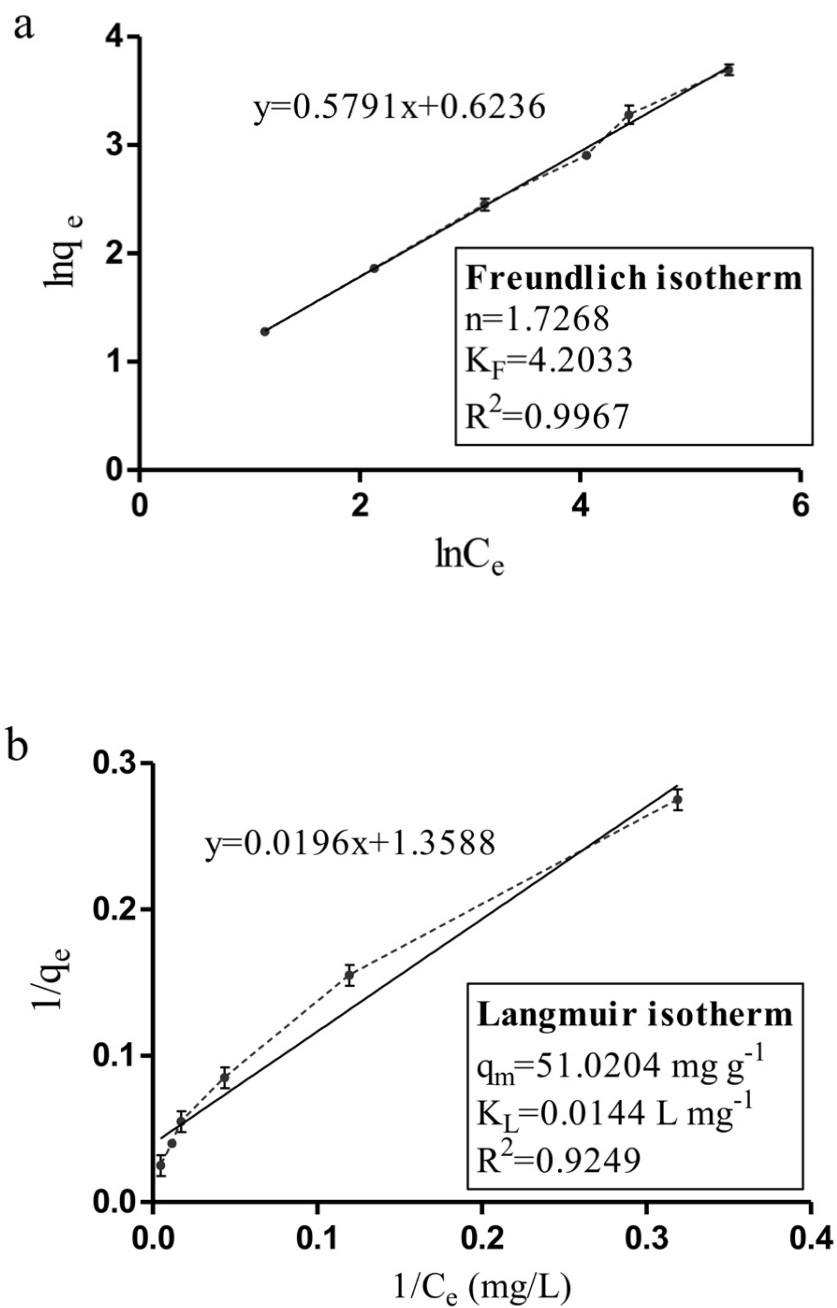 a
4
3
2
1
0
lnq e
y=0.5791x+0.6236
Freundlich isotherm
n=1.7268
K_F=4.2033
R²=0.9967
0 2 4 6
lnC_e
b
0.3
0.2
0.1
0.0
1/q_e
y=0.0196x+1.3588
Langmuir isotherm
q_m=51.0204 mg g⁻¹
K_L=0.0144 L mg⁻¹
R²=0.9249
0.0 0.1 0.2 0.3 0.4
1/C_e (mg/L)